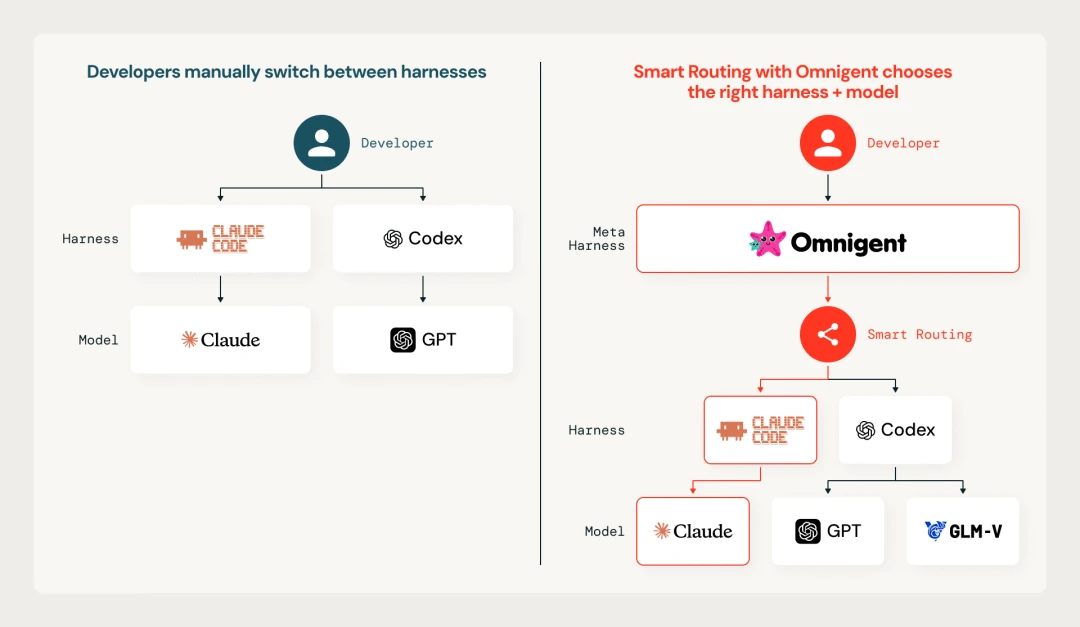 Developers manually switch between harnesses
Developer
Harness
CLAUDE
CODE
Codex
Model
Claude
GPT
Smart Routing with Omnigent chooses
the right harness + model
Developer
Meta
Harness
Omnigent
Smart Routing
Harness
CLAUDE
CODE
Codex
Model
Claude
GPT
GLM-V